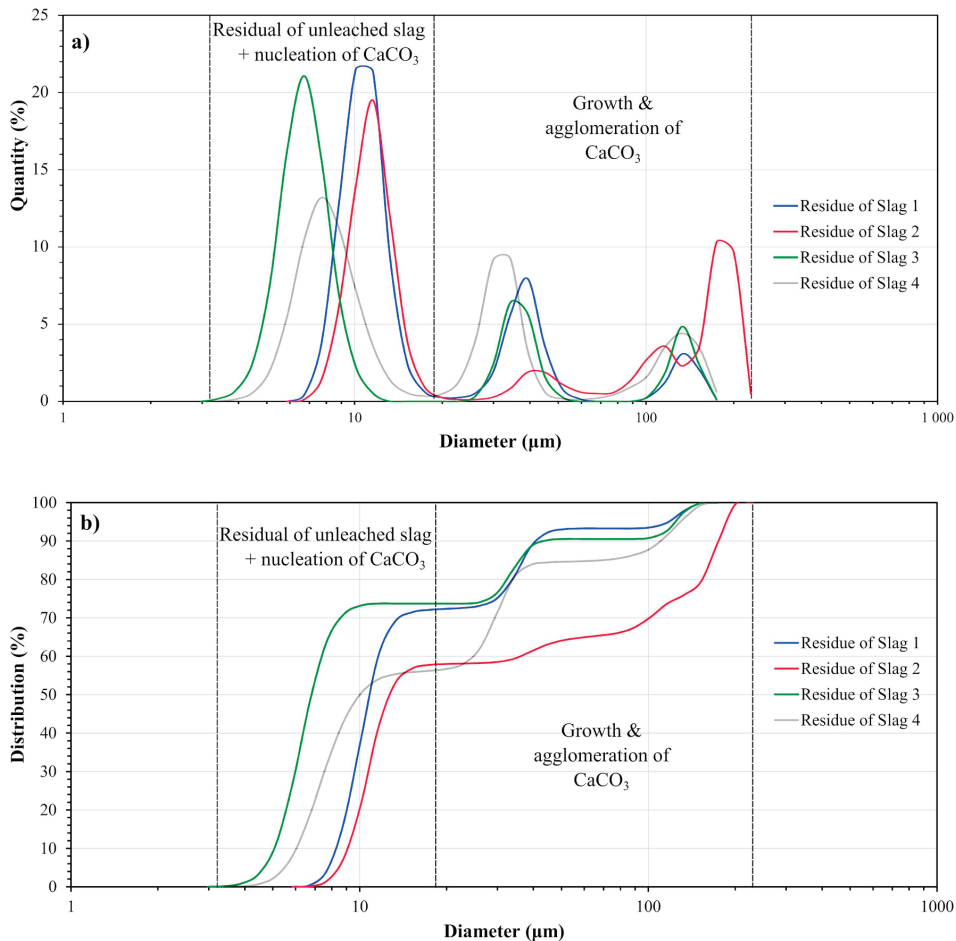 25
20
15
10
5
0
Quantity (%)
a)
Residual of unleached slag
+ nucleation of CaCO₃
Growth &
agglomeration of
CaCO₃
Residue of Slag 1
Residue of Slag 2
Residue of Slag 3
Residue of Slag 4
1
10
100
1 000
Diameter (µm)
100
90
80
70
60
50
40
30
20
10
0
Distribution (%)
b)
Residual of unleached slag
+ nucleation of CaCO₃
Growth &
agglomeration of
CaCO₃
Residue of Slag 1
Residue of Slag 2
Residue of Slag 3
Residue of Slag 4
1
10
100
1000
Diameter (µm)